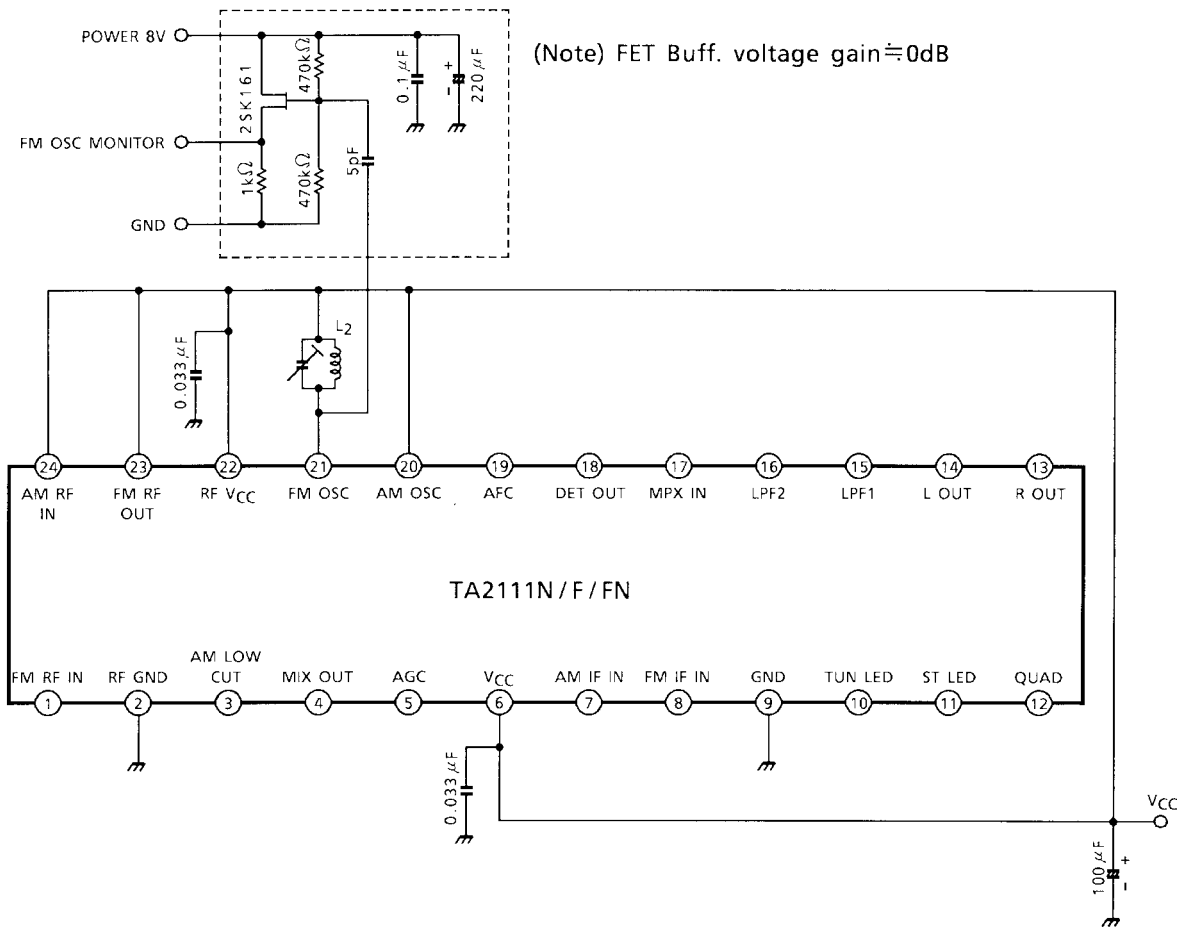 POWER 8V
(Note) FET Buff. voltage gain≒0dB
470kΩ
0.1μF
- +
220μF
2SK161
FM OSC MONITOR
1kΩ
470kΩ
5pF
GND
L2
0.033μF
24 23 22 21 20 19 18 17 16 15 14 13
AM RF IN
FM RF OUT
RF VCC
FM OSC
AM OSC
AFC
DET OUT
MPX IN
LPF2
LPF1
L OUT
R OUT
TA2111N/F/FN
FM RF IN
RF GND
AM LOW CUT
MIX OUT
AGC
VCC
AM IF IN
FM IF IN
GND
TUN LED
ST LED
QUAD
1 2 3 4 5 6 7 8 9 10 11 12
0.033μF
VCC
100μF
+
-